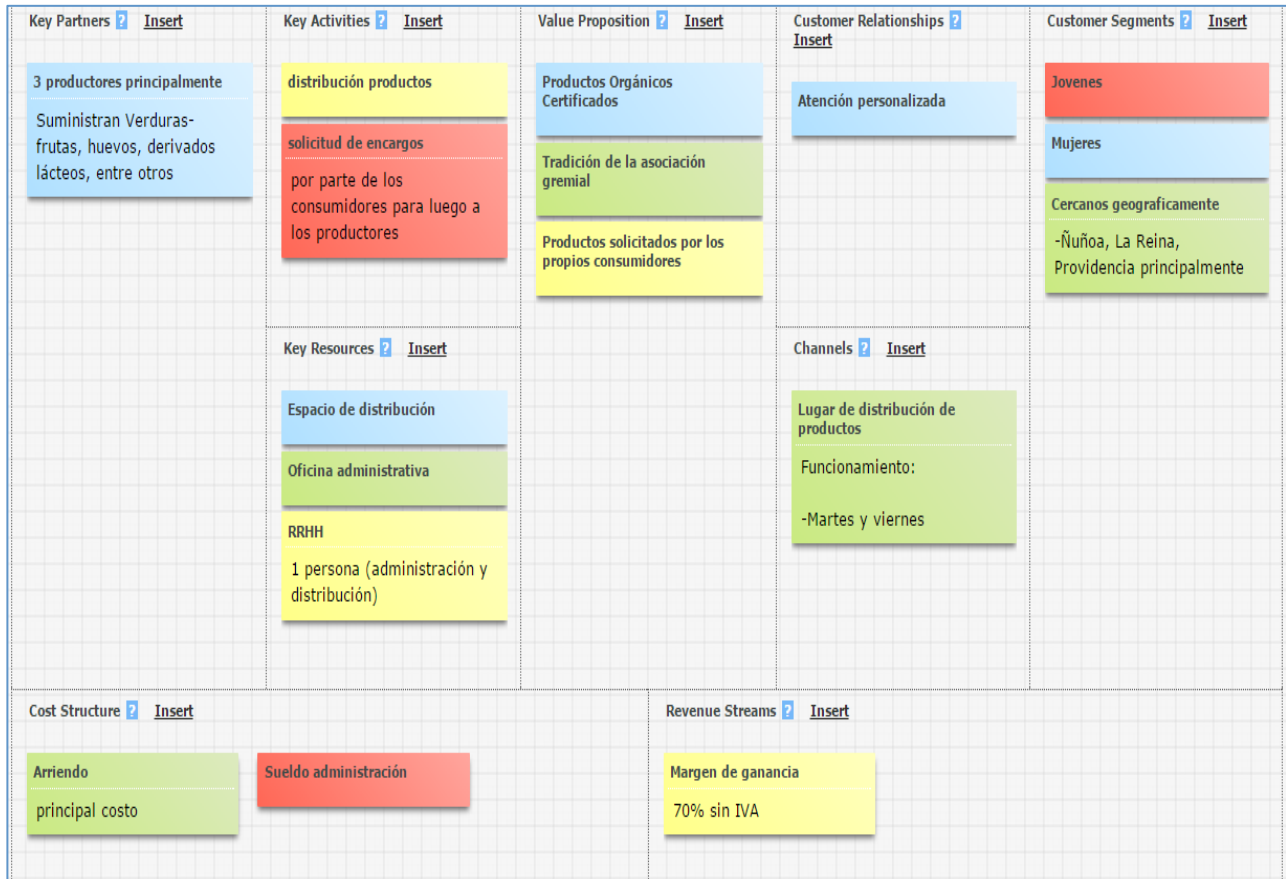 Key Partners ? Insert
3 productores principalmente
Suministran Verduras-
frutas, huevos, derivados
lácteos, entre otros
Key Activities ? Insert
distribución productos
solicitud de encargos
por parte de los
consumidores para luego a
los productores
Key Resources ? Insert
Espacio de distribución
Oficina administrativa
RRHH
1 persona (administración y
distribución)
Value Proposition ? Insert
Productos Orgánicos
Certificados
Tradición de la asociación
gremial
Productos solicitados por los
propios consumidores
Customer Relationships ?
Insert
Atención personalizada
Channels ? Insert
Lugar de distribución de
productos
Funcionamiento:
-Martes y viernes
Customer Segments ? Insert
Jovenes
Mujeres
Cercanos geograficamente
-Ñuñoa, La Reina,
Providencia principalmente
Cost Structure ? Insert
Arriendo
principal costo
Sueldo administración
Revenue Streams ? Insert
Margen de ganancia
70% sin IVA